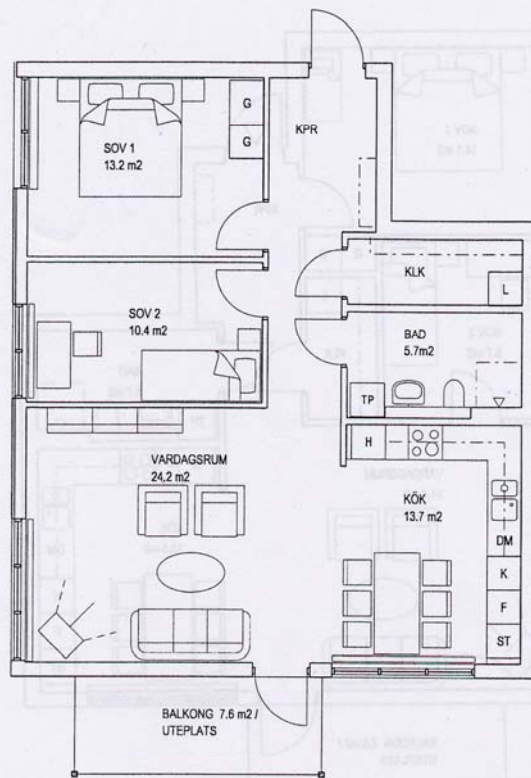 KPR
G
G
SOV 1
13.2 m2
KLK
L
SOV 2
10.4 m2
BAD
5.7m2
TP
VARDAGSRUM
24,2 m2
H
KÖK
13.7 m2
DM
K
F
ST
BALKONG 7.6 m2 /
UTEPLATS